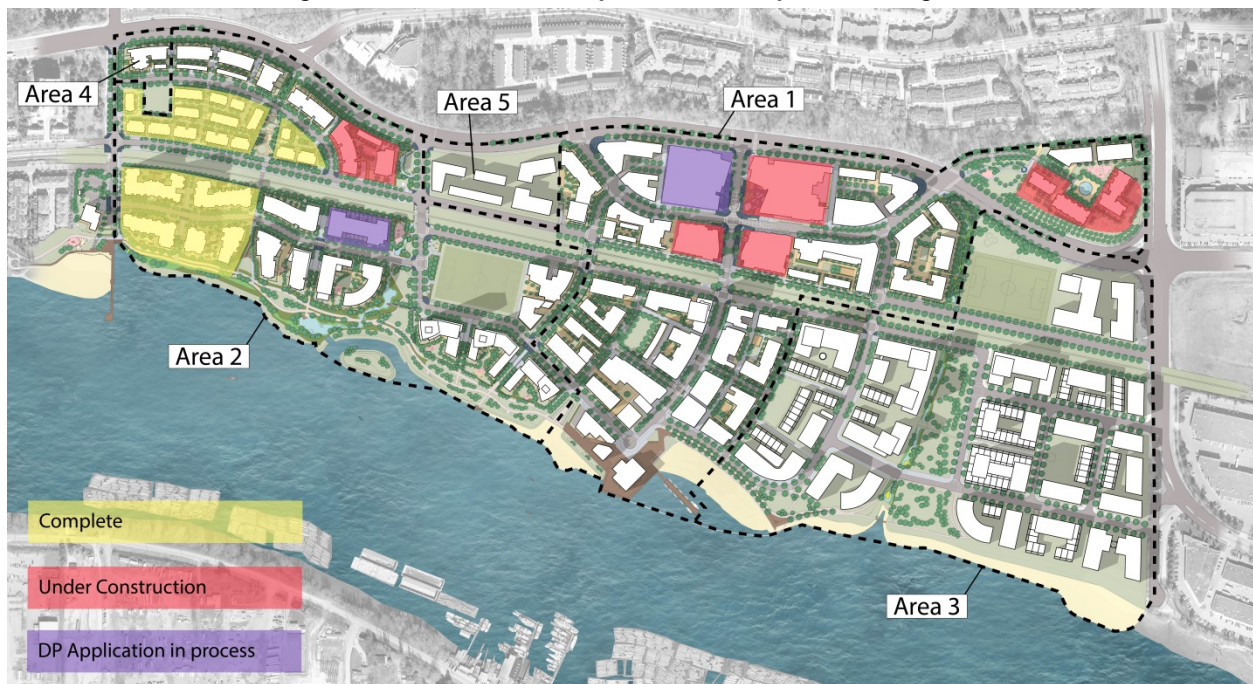 Area 4
Area 5
Area 1
Area 2
Area 3
Complete
Under Construction
DP Application in process